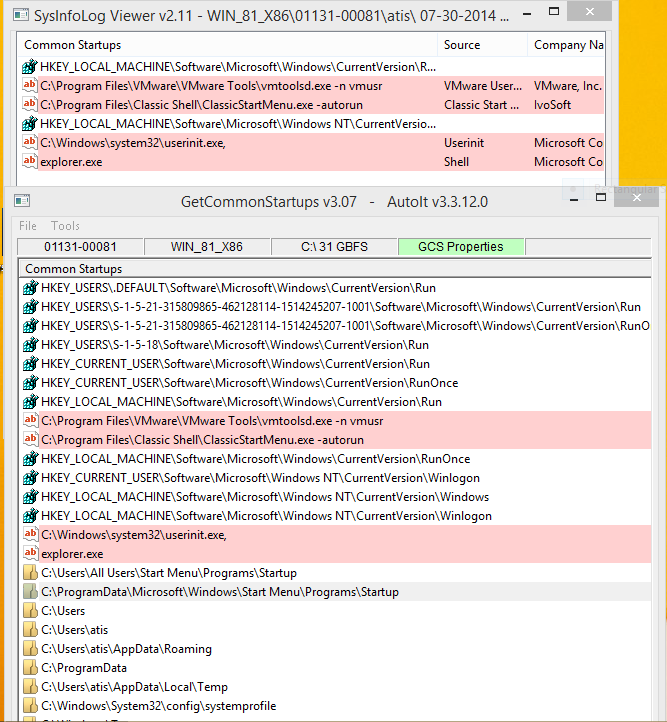 SysInfoLog Viewer v2.11 - WIN_81_X86\01131-00081\atis\ 07-30-2014 ...
Common Startups Source Company Na
HKEY_LOCAL_MACHINE\Software\Microsoft\Windows\CurrentVersion\R...
C:\Program Files\VMware\VMware Tools\vmtoolsd.exe -n vmusr VMware User... VMware, Inc.
C:\Program Files\Classic Shell\ClassicStartMenu.exe -autorun Classic Start ... IvoSoft
HKEY_LOCAL_MACHINE\Software\Microsoft\Windows NT\CurrentVersio...
C:\Windows\system32\userinit.exe, Userinit Microsoft Co
explorer.exe Shell Microsoft Co
GetCommonStartups v3.07 - AutoIt v3.3.12.0
File Tools
01131-00081 WIN_81_X86 C:\ 31 GBFS GCS Properties
Common Startups
HKEY_USERS\.DEFAULT\Software\Microsoft\Windows\CurrentVersion\Run
HKEY_USERS\S-1-5-21-315809865-462128114-1514245207-1001\Software\Microsoft\Windows\CurrentVersion\Run
HKEY_USERS\S-1-5-21-315809865-462128114-1514245207-1001\Software\Microsoft\Windows\CurrentVersion\RunO
HKEY_USERS\S-1-5-18\Software\Microsoft\Windows\CurrentVersion\Run
HKEY_CURRENT_USER\Software\Microsoft\Windows\CurrentVersion\Run
HKEY_CURRENT_USER\Software\Microsoft\Windows\CurrentVersion\RunOnce
HKEY_LOCAL_MACHINE\Software\Microsoft\Windows\CurrentVersion\Run
C:\Program Files\VMware\VMware Tools\vmtoolsd.exe -n vmusr
C:\Program Files\Classic Shell\ClassicStartMenu.exe -autorun
HKEY_LOCAL_MACHINE\Software\Microsoft\Windows\CurrentVersion\RunOnce
HKEY_CURRENT_USER\Software\Microsoft\Windows NT\CurrentVersion\Winlogon
HKEY_LOCAL_MACHINE\Software\Microsoft\Windows NT\CurrentVersion\Windows
HKEY_LOCAL_MACHINE\Software\Microsoft\Windows NT\CurrentVersion\Winlogon
C:\Windows\system32\userinit.exe,
explorer.exe
C:\Users\All Users\Start Menu\Programs\Startup
C:\ProgramData\Microsoft\Windows\Start Menu\Programs\Startup
C:\Users
C:\Users\atis
C:\Users\atis\AppData\Roaming
C:\ProgramData
C:\Users\atis\AppData\Local\Temp
C:\Windows\System32\config\systemprofile